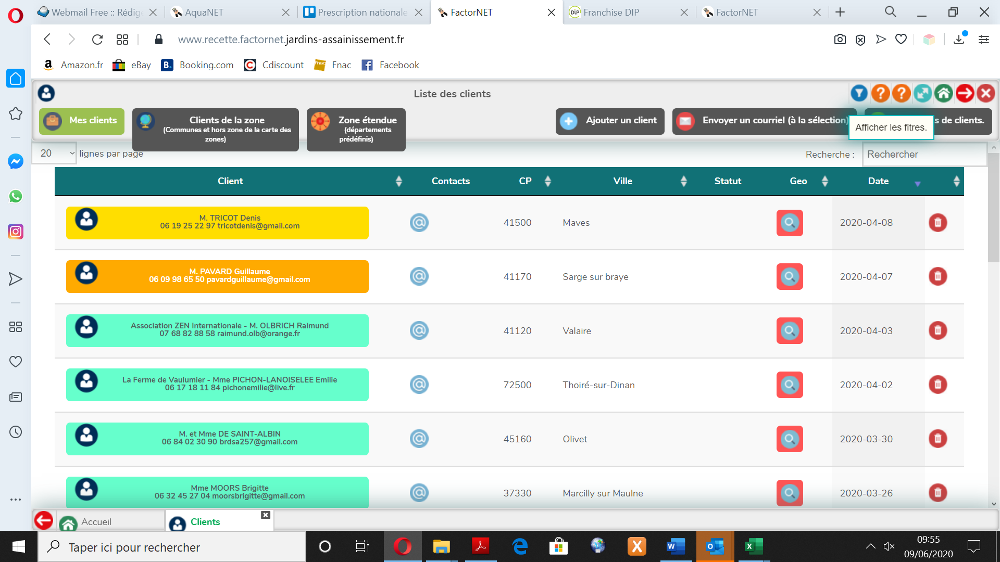 Webmail Free :: Rédige
AquaNET
Prescription nationale
FactorNET
Franchise DIP
FactorNET
www.recette.factornet.jardins-assainissement.fr
Amazon.fr
eBay
Booking.com
Cdiscount
Fnac
Facebook
Liste des clients
Mes clients
Clients de la zone
(Communes et hors zone de la carte des
zones)
Zone étendue
(départements
prédéfinis)
Ajouter un client
Envoyer un courriel (à la sélection)
s de clients.
Afficher les fitres.
20
lignes par page
Recherche :
Rechercher
Client Contacts CP Ville Statut Geo Date
M. TRICOT Denis
06 19 25 22 97 tricotdenis@gmail.com
41500 Maves 2020-04-08
M. PAVARD Guillaume
06 09 98 65 50 pavardguillaume@gmail.com
41170 Sarge sur braye 2020-04-07
Association ZEN Internationale - M. OLBRICH Raimund
07 68 82 88 58 raimund.olb@orange.fr
41120 Valaire 2020-04-03
La Ferme de Vaulumier - Mme PICHON-LANOISELEE Emilie
06 17 18 11 84 pichonemilie@live.fr
72500 Thoiré-sur-Dinan 2020-04-02
M. et Mme DE SAINT-ALBIN
06 84 02 30 90 brdsa257@gmail.com
45160 Olivet 2020-03-30
Mme MOORS Brigitte
06 32 45 27 04 moorsbrigitte@gmail.com
37330 Marcilly sur Maulne 2020-03-26
Accueil
Clients
Taper ici pour rechercher
09:55
09/06/2020